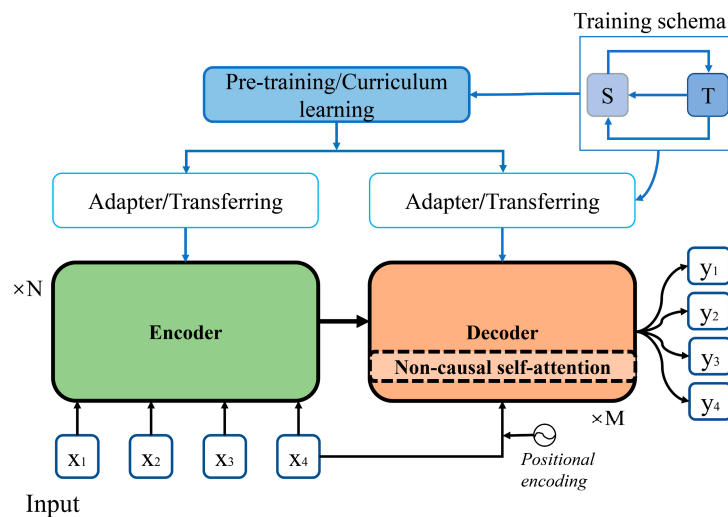 Training schema
Pre-training/Curriculum
learning
S
T
Adapter/Transferring
Adapter/Transferring
×N
Encoder
Decoder
Non-causal self-attention
×M
y1
y2
y3
y4
x1
x2
x3
x4
Positional
encoding
Input